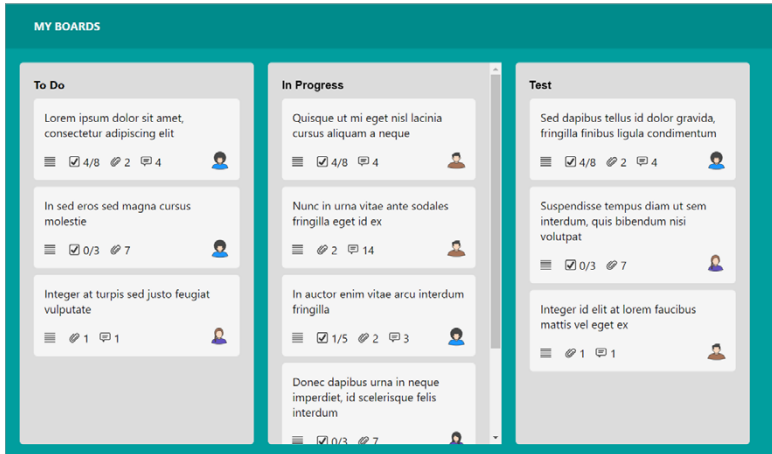 MY BOARDS
To Do
Lorem ipsum dolor sit amet,
consectetur adipiscing elit
4/8 2 4
In sed eros sed magna cursus
molestie
0/3 7
Integer at turpis sed justo feugiat
vulputate
1 1
In Progress
Quisque ut mi eget nisl lacinia
cursus aliquam a neque
4/8 4
Nunc in urna vitae ante sodales
fringilla eget id ex
2 14
In auctor enim vitae arcu interdum
fringilla
1/5 2 3
Donec dapibus urna in neque
imperdiet, id scelerisque felis
interdum
0/3 7
Test
Sed dapibus tellus id dolor gravida,
fringilla finibus ligula condimentum
4/8 2 4
Suspendisse tempus diam ut sem
interdum, quis bibendum nisi
volutpat
0/3 7
Integer id elit at lorem faucibus
mattis vel eget ex
1 1